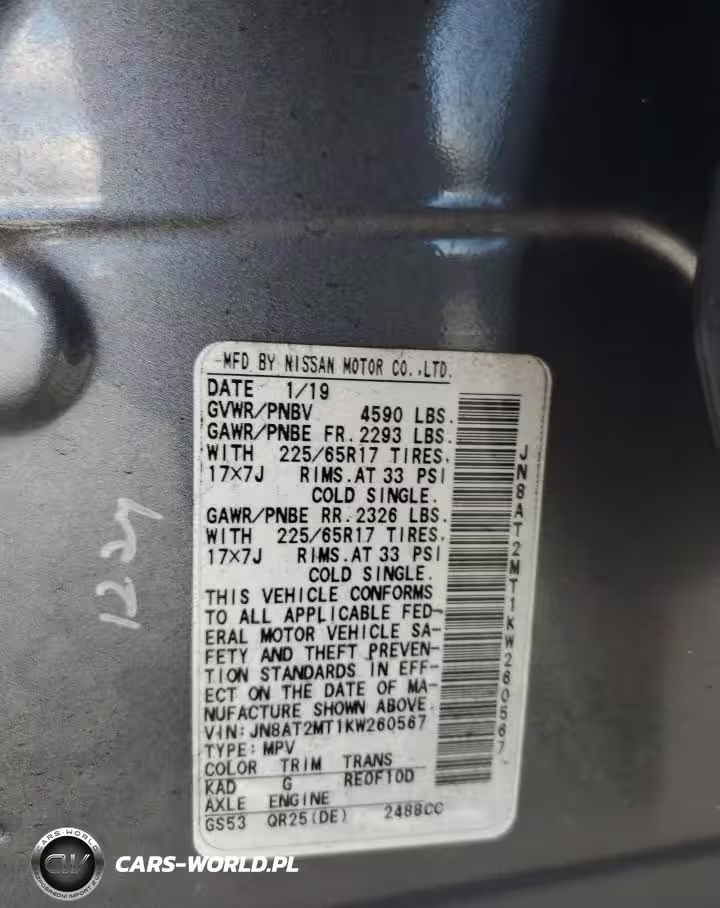 MFD BY NISSAN MOTOR CO.,LTD.
DATE 1/19
GVWR/PNBV 4590 LBS.
GAWR/PNBE FR. 2293 LBS.
WITH 225/65R17 TIRES,
17×7J RIMS.AT 33 PSI
COLD SINGLE.
GAWR/PNBE RR. 2326 LBS.
WITH 225/65R17 TIRES,
17×7J RIMS.AT 33 PSI
COLD SINGLE.
THIS VEHICLE CONFORMS
TO ALL APPLICABLE FED-
ERAL MOTOR VEHICLE SA-
FETY AND THEFT PREVEN-
TION STANDARDS IN EFF-
ECT ON THE DATE OF MA-
NUFACTURE SHOWN ABOVE.
VIN: JN8AT2MT1KW260567
TYPE: MPV
COLOR TRIM TRANS
KAD G RE0F10D
AXLE ENGINE
GS53 QR25(DE) 2488CC
JN8AT2MT1KW260567
1227
CARS-WORLD
CW
CARS-WORLD.PL